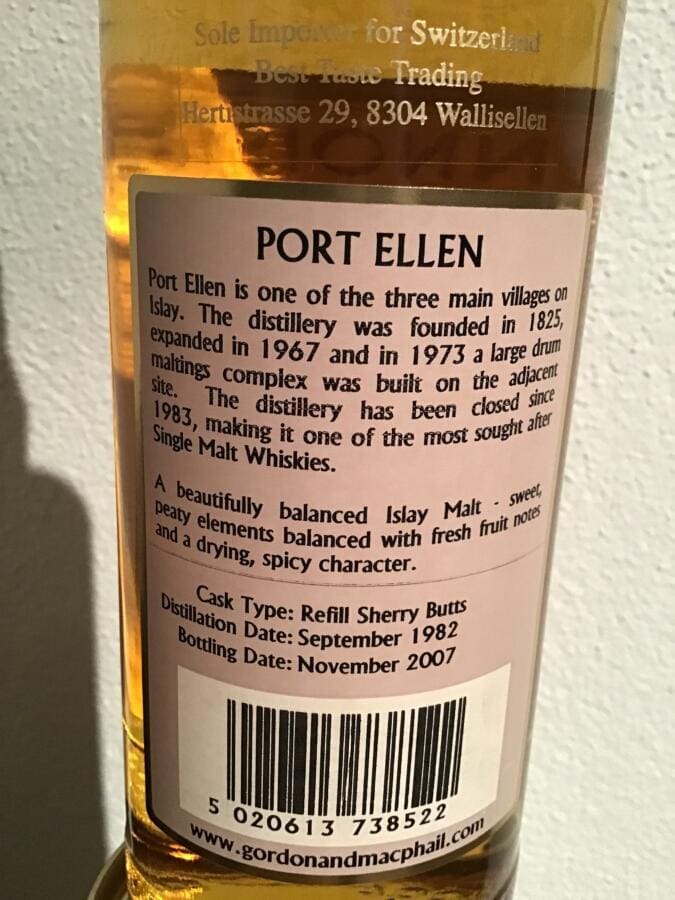 Sole Importer for Switzerland
Best Taste Trading
Hertistrasse 29, 8304 Wallisellen
PORT ELLEN
Port Ellen is one of the three main villages on
Islay. The distillery was founded in 1825,
expanded in 1967 and in 1973 a large drum
maltings complex was built on the adjacent
site. The distillery has been closed since
1983, making it one of the most sought after
Single Malt Whiskies.
A beautifully balanced Islay Malt - sweet,
peaty elements balanced with fresh fruit notes
and a drying, spicy character.
Cask Type: Refill Sherry Butts
Distillation Date: September 1982
Bottling Date: November 2007
5 020613 738522
www.gordonandmacphail.com